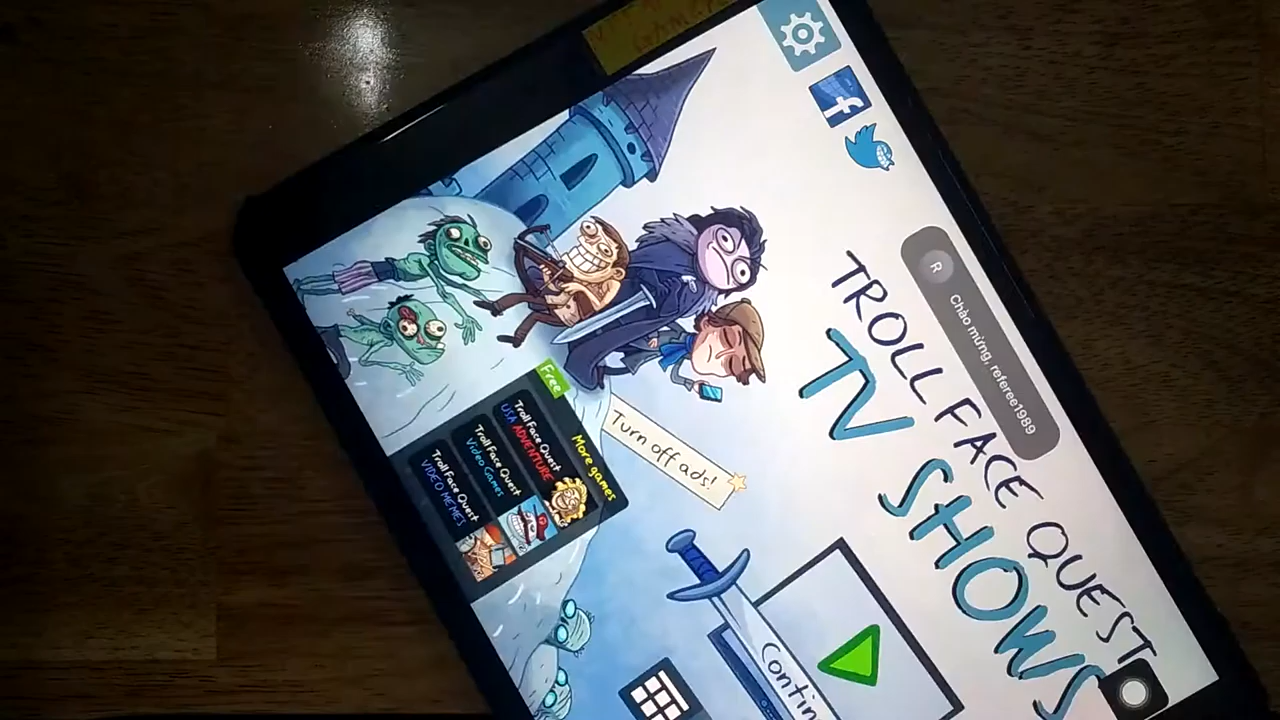 TROLL FACE QUEST
TV SHOWS
Chào mừng, referee1989
R
f
Turn off ads!
Free
More games
Troll Face Quest
USA ADVENTURE
Troll Face Quest
Video Games
Troll Face Quest
VIDEO MEMES
Contin